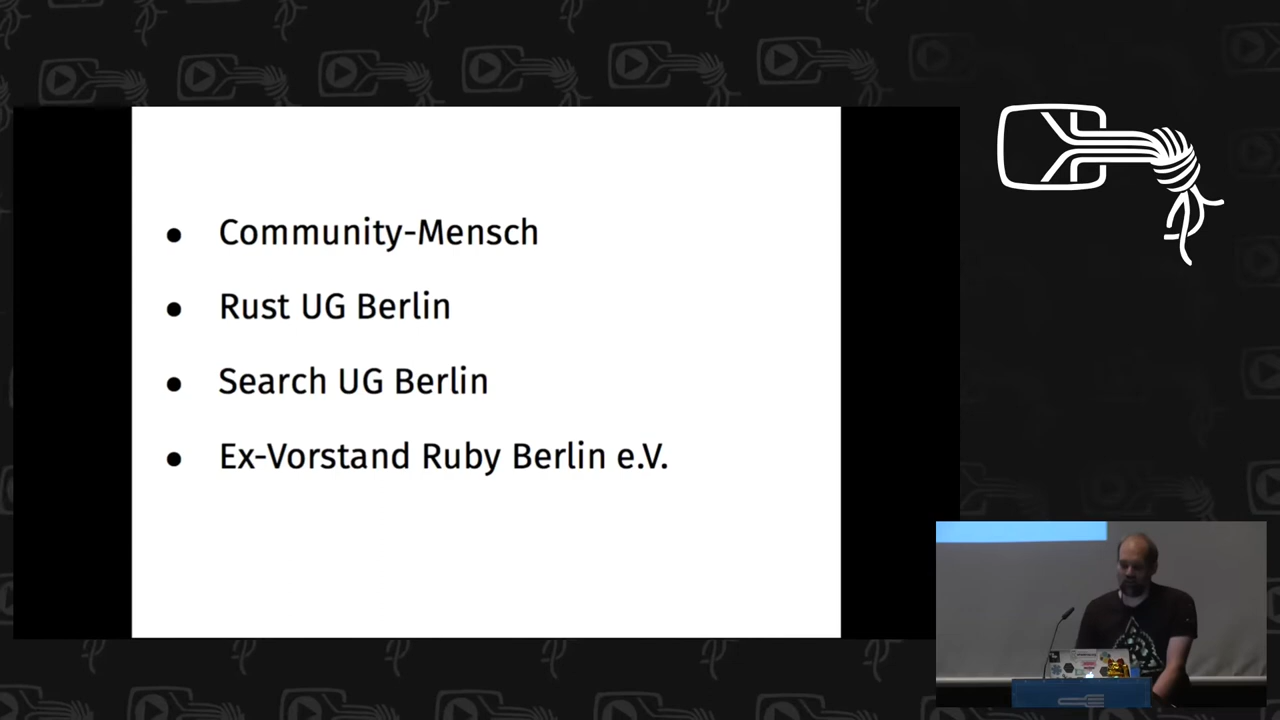 Community-Mensch
Rust UG Berlin
Search UG Berlin
Ex-Vorstand Ruby Berlin e.V.